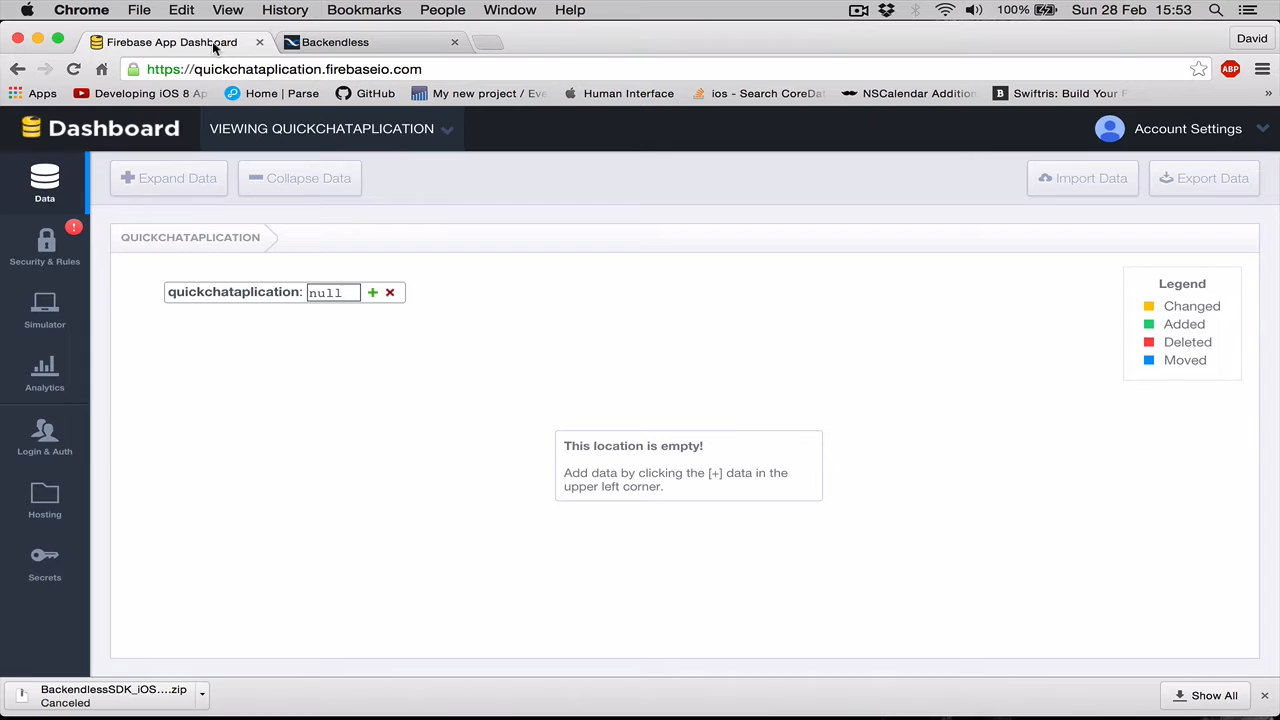 Chrome File Edit View History Bookmarks People Window Help 100% Sun 28 Feb 15:53
Firebase App Dashboard Backendless David
https://quickchataplication.firebaseio.com ABP
Apps Developing iOS 8 Ap Home | Parse GitHub My new project / Eve Human Interface ios - Search CoreDat NSCalendar Addition B Swiftris: Build Your F »
Dashboard VIEWING QUICKCHATAPLICATION Account Settings
Data
Expand Data Collapse Data Import Data Export Data
Security & Rules
QUICKCHATAPLICATION
quickchataplication: null
Legend
Changed
Added
Deleted
Moved
Simulator
Analytics
Login & Auth
Hosting
Secrets
This location is empty!
Add data by clicking the [+] data in the
upper left corner.
BackendlessSDK_iOS....zip
Canceled
Show All